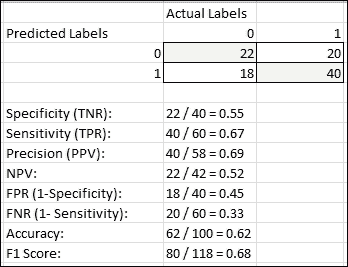 Actual Labels
Predicted Labels 0 1
0 22 20
1 18 40
Specificity (TNR): 22 / 40 = 0.55
Sensitivity (TPR): 40 / 60 = 0.67
Precision (PPV): 40 / 58 = 0.69
NPV: 22 / 42 = 0.52
FPR (1-Specificity): 18 / 40 = 0.45
FNR (1- Sensitivity): 20 / 60 = 0.33
Accuracy: 62 / 100 = 0.62
F1 Score: 80 / 118 = 0.68